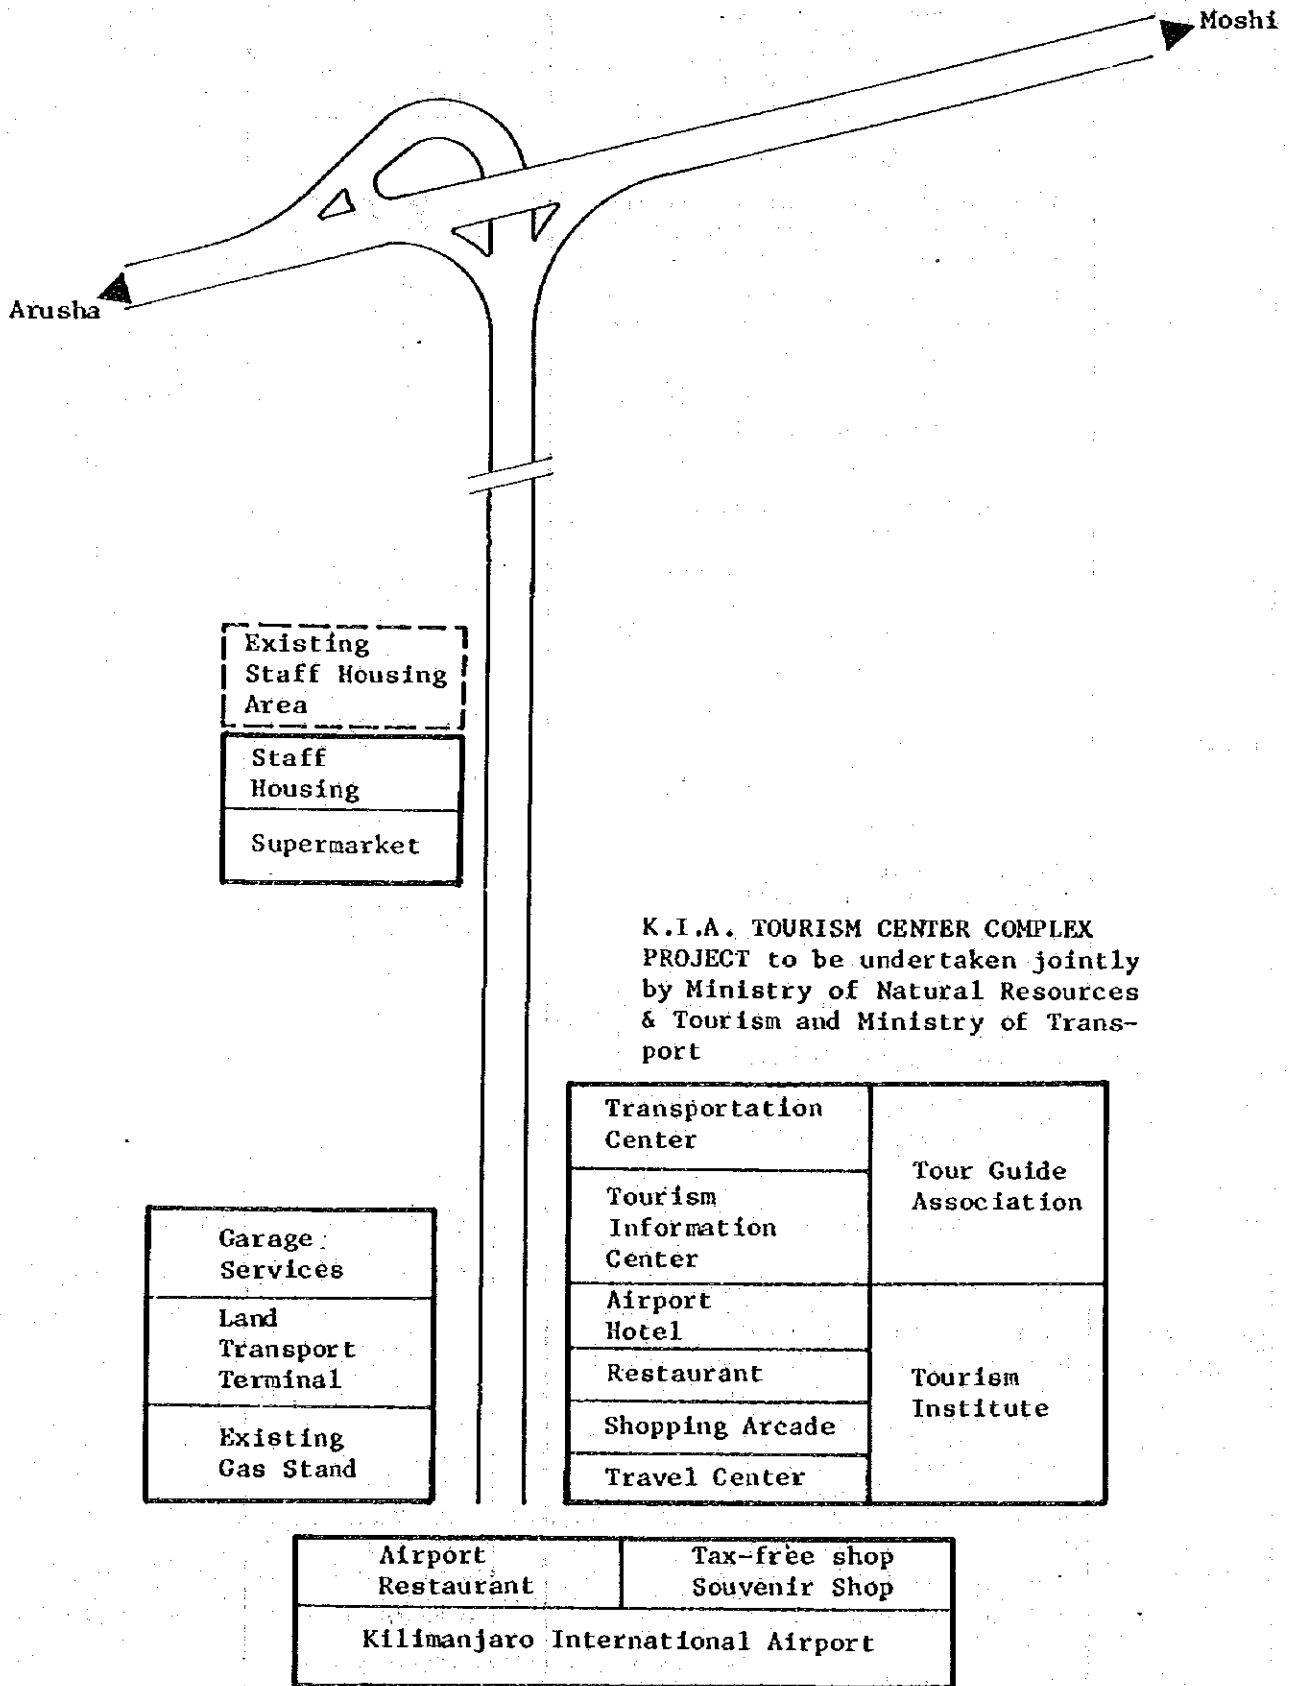 Moshi
Arusha
Existing
Staff Housing
Area
Staff
Housing
Supermarket
K.I.A. TOURISM CENTER COMPLEX
PROJECT to be undertaken jointly
by Ministry of Natural Resources
& Tourism and Ministry of Trans-
port
Transportation
Center
Tour Guide
Association
Tourism
Information
Center
Garage
Services
Land
Transport
Terminal
Existing
Gas Stand
Airport
Hotel
Restaurant
Shopping Arcade
Travel Center
Tourism
Institute
Airport
Restaurant
Tax-free shop
Souvenir Shop
Kilimanjaro International Airport